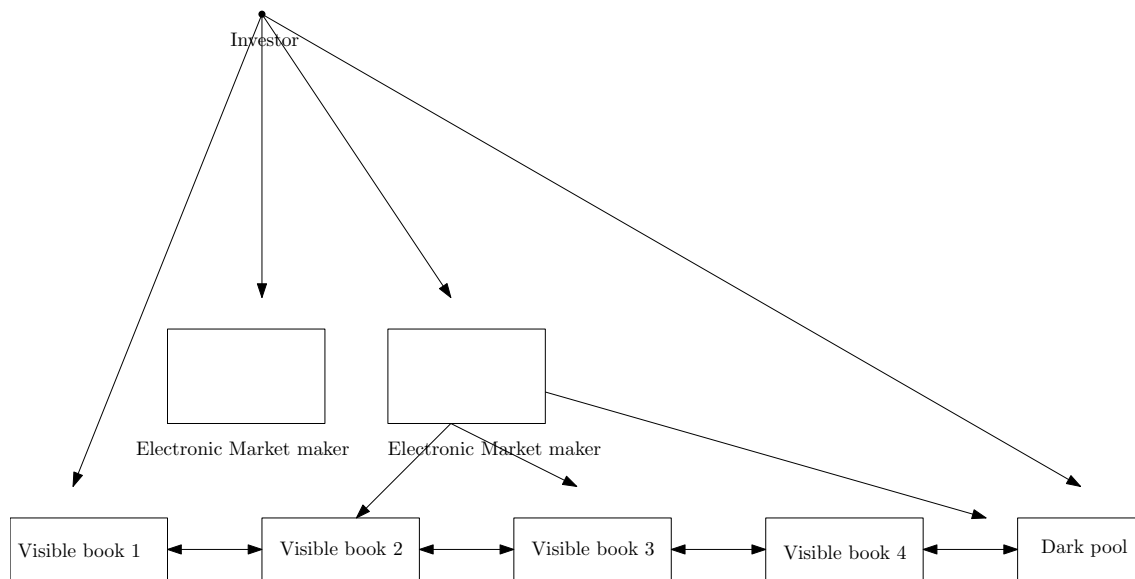 Investor
Electronic Market maker
Electronic Market maker
Visible book 1
Visible book 2
Visible book 3
Visible book 4
Dark pool